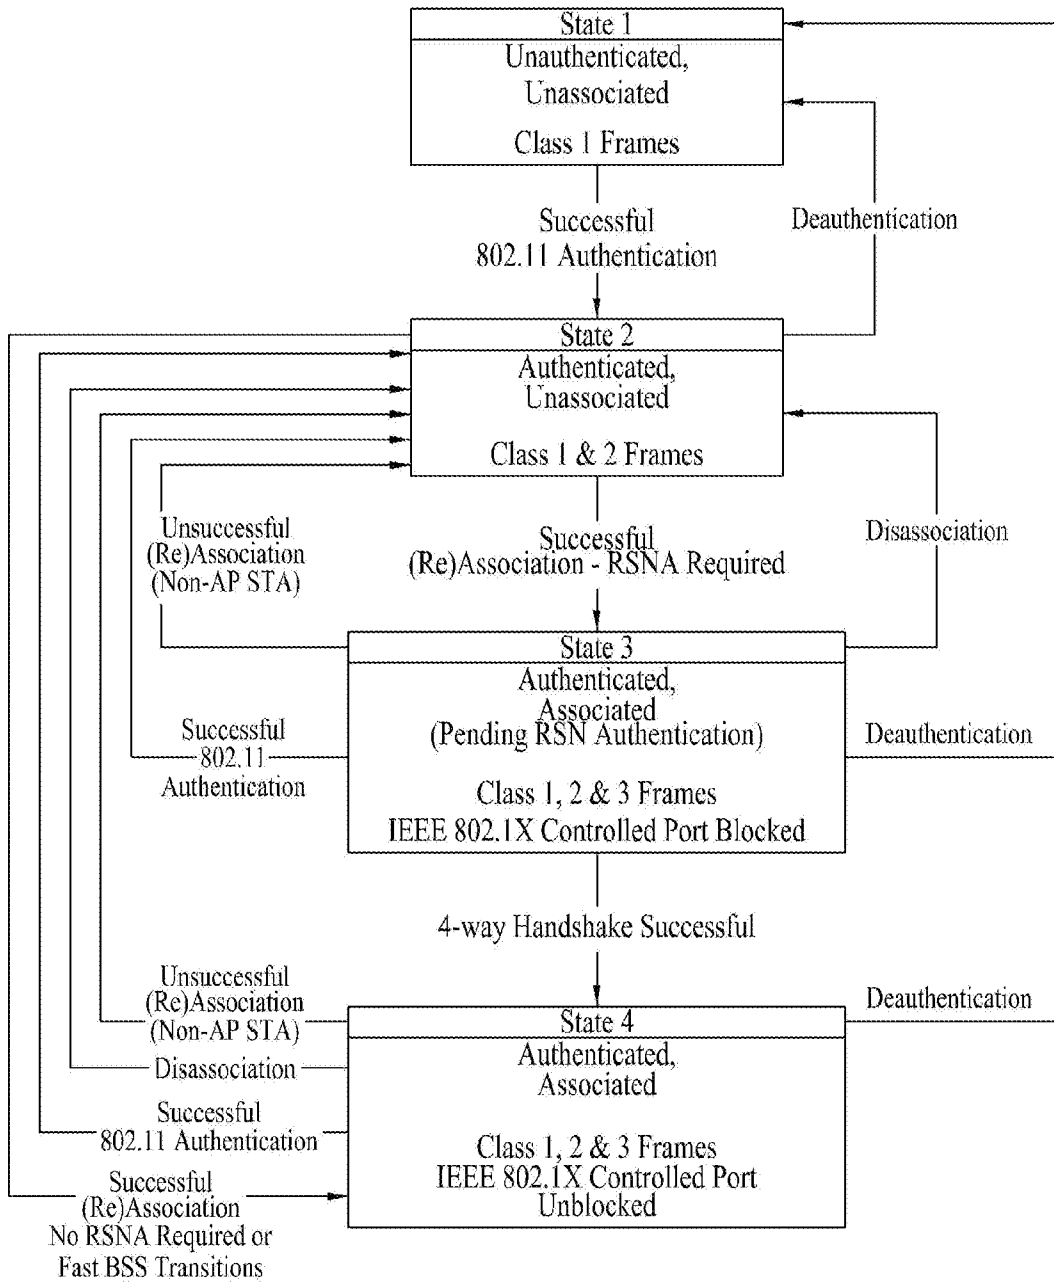 State 1
Unauthenticated,
Unassociated
Class 1 Frames
Successful
802.11 Authentication
Deauthentication
State 2
Authenticated,
Unassociated
Class 1 & 2 Frames
Unsuccessful
(Re)Association
(Non-AP STA)
Successful
(Re)Association - RSNA Required
Disassociation
State 3
Authenticated,
Associated
(Pending RSN Authentication)
Class 1, 2 & 3 Frames
IEEE 802.1X Controlled Port Blocked
Successful
802.11
Authentication
Deauthentication
4-way Handshake Successful
Unsuccessful
(Re)Association
(Non-AP STA)
Disassociation
Successful
802.11 Authentication
Successful
(Re)Association
No RSNA Required or
Fast BSS Transitions
State 4
Authenticated,
Associated
Class 1, 2 & 3 Frames
IEEE 802.1X Controlled Port
Unblocked
Deauthentication